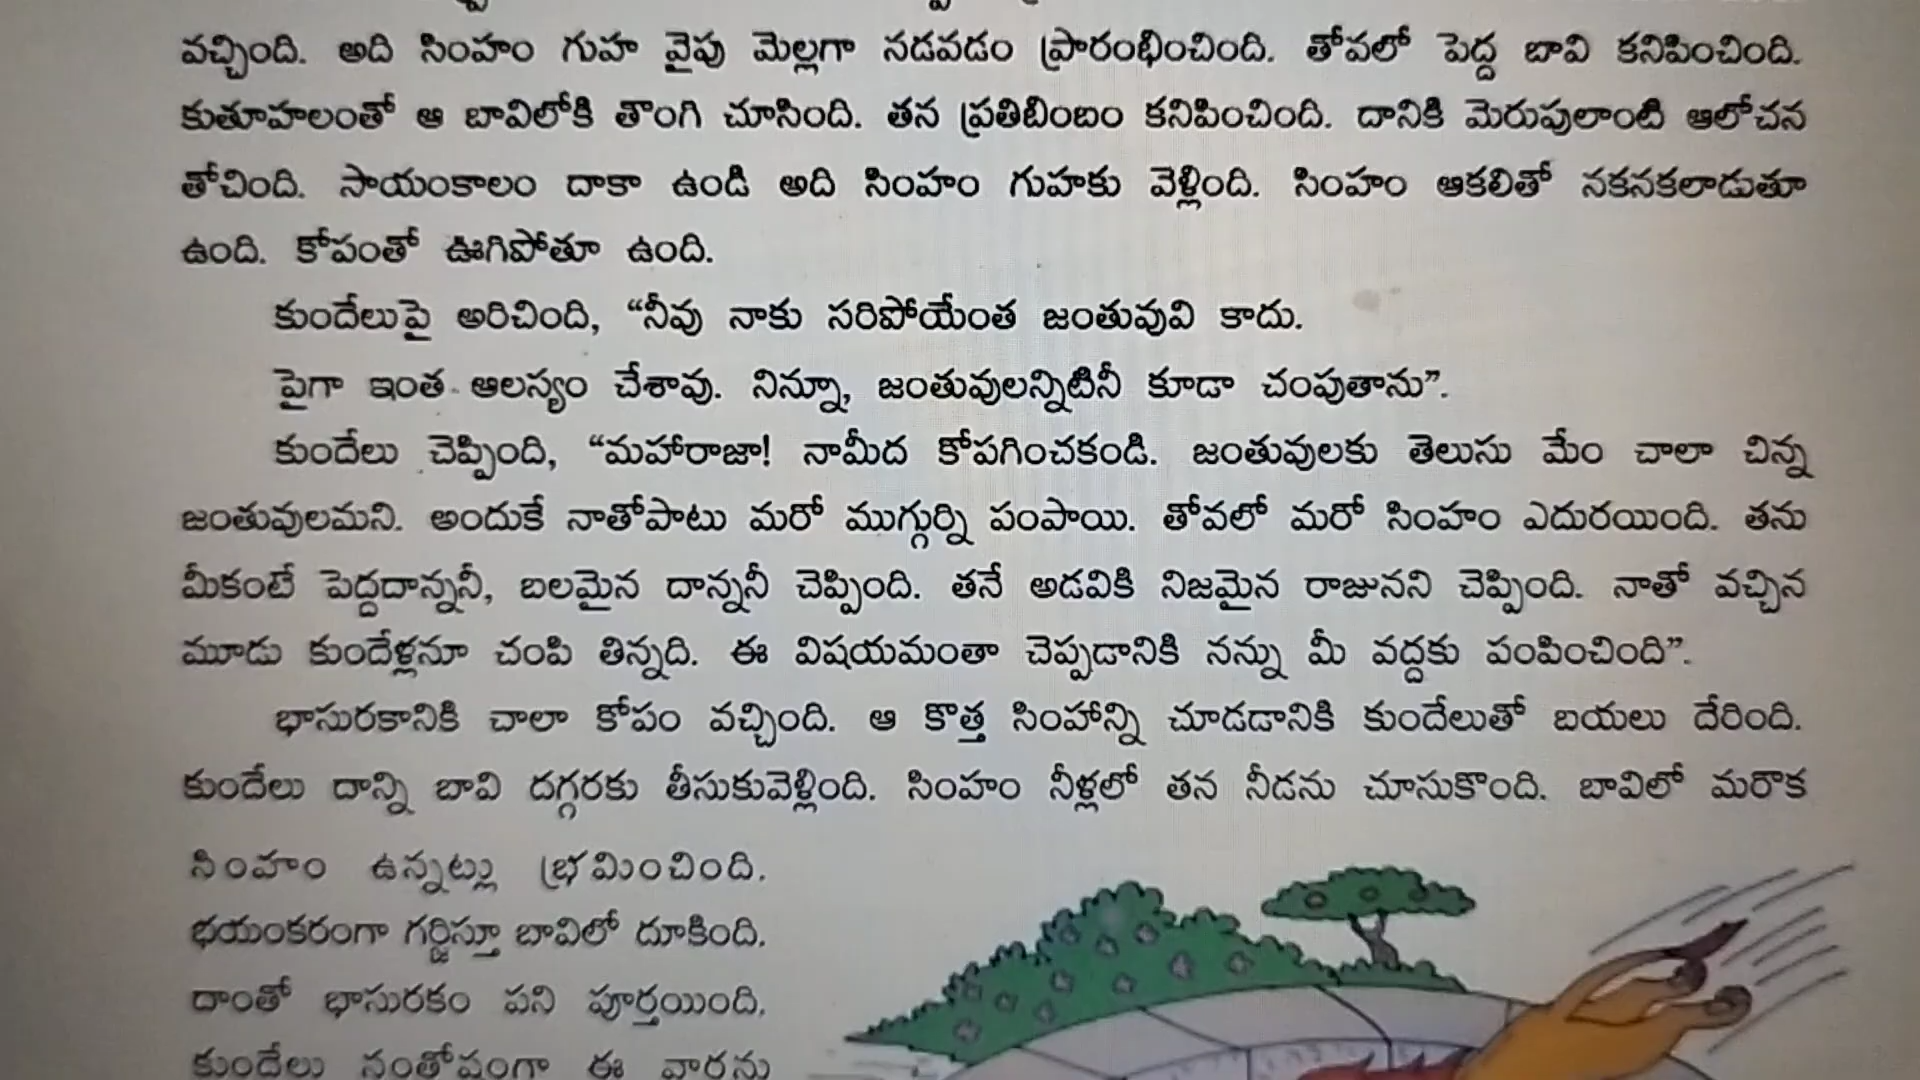 వచ్చింది. అది సింహం గుహ వైపు మెల్లగా నడవడం ప్రారంభించింది. తోవలో పెద్ద బావి కనిపించింది.
కుతూహలంతో ఆ బావిలోకి తొంగి చూసింది. తన ప్రతిబింబం కనిపించింది. దానికి మెరుపులాంటి ఆలోచన
తోచింది. సాయంకాలం దాకా ఉండి అది సింహం గుహకు వెళ్లింది. సింహం ఆకలితో నకనకలాడుతూ
ఉంది. కోపంతో ఊగిపోతూ ఉంది.
కుందేలుపై అరిచింది, “నీవు నాకు సరిపోయేంత జంతువువి కాదు.
పైగా ఇంత ఆలస్యం చేశావు. నిన్నూ, జంతువులన్నిటినీ కూడా చంపుతాను”.
కుందేలు చెప్పింది, “మహారాజా! నామీద కోపగించకండి. జంతువులకు తెలుసు మేం చాలా చిన్న
జంతువులమని. అందుకే నాతోపాటు మరో ముగ్గుర్ని పంపాయి. తోవలో మరో సింహం ఎదురయింది. తను
మీకంటే పెద్దదాన్ననీ, బలమైన దాన్ననీ చెప్పింది. తనే అడవికి నిజమైన రాజునని చెప్పింది. నాతో వచ్చిన
మూడు కుందేళ్లనూ చంపి తిన్నది. ఈ విషయమంతా చెప్పడానికి నన్ను మీ వద్దకు పంపించింది”.
భాసురకానికి చాలా కోపం వచ్చింది. ఆ కొత్త సింహాన్ని చూడడానికి కుందేలుతో బయలు దేరింది.
కుందేలు దాన్ని బావి దగ్గరకు తీసుకువెళ్లింది. సింహం నీళ్లలో తన నీడను చూసుకొంది. బావిలో మరొక
సింహం ఉన్నట్లు భ్రమించింది.
భయంకరంగా గర్జిస్తూ బావిలో దూకింది.
దాంతో భాసురకం పని పూర్తయింది.
కుందేలు సంతోషంగా ఈ వార్తను